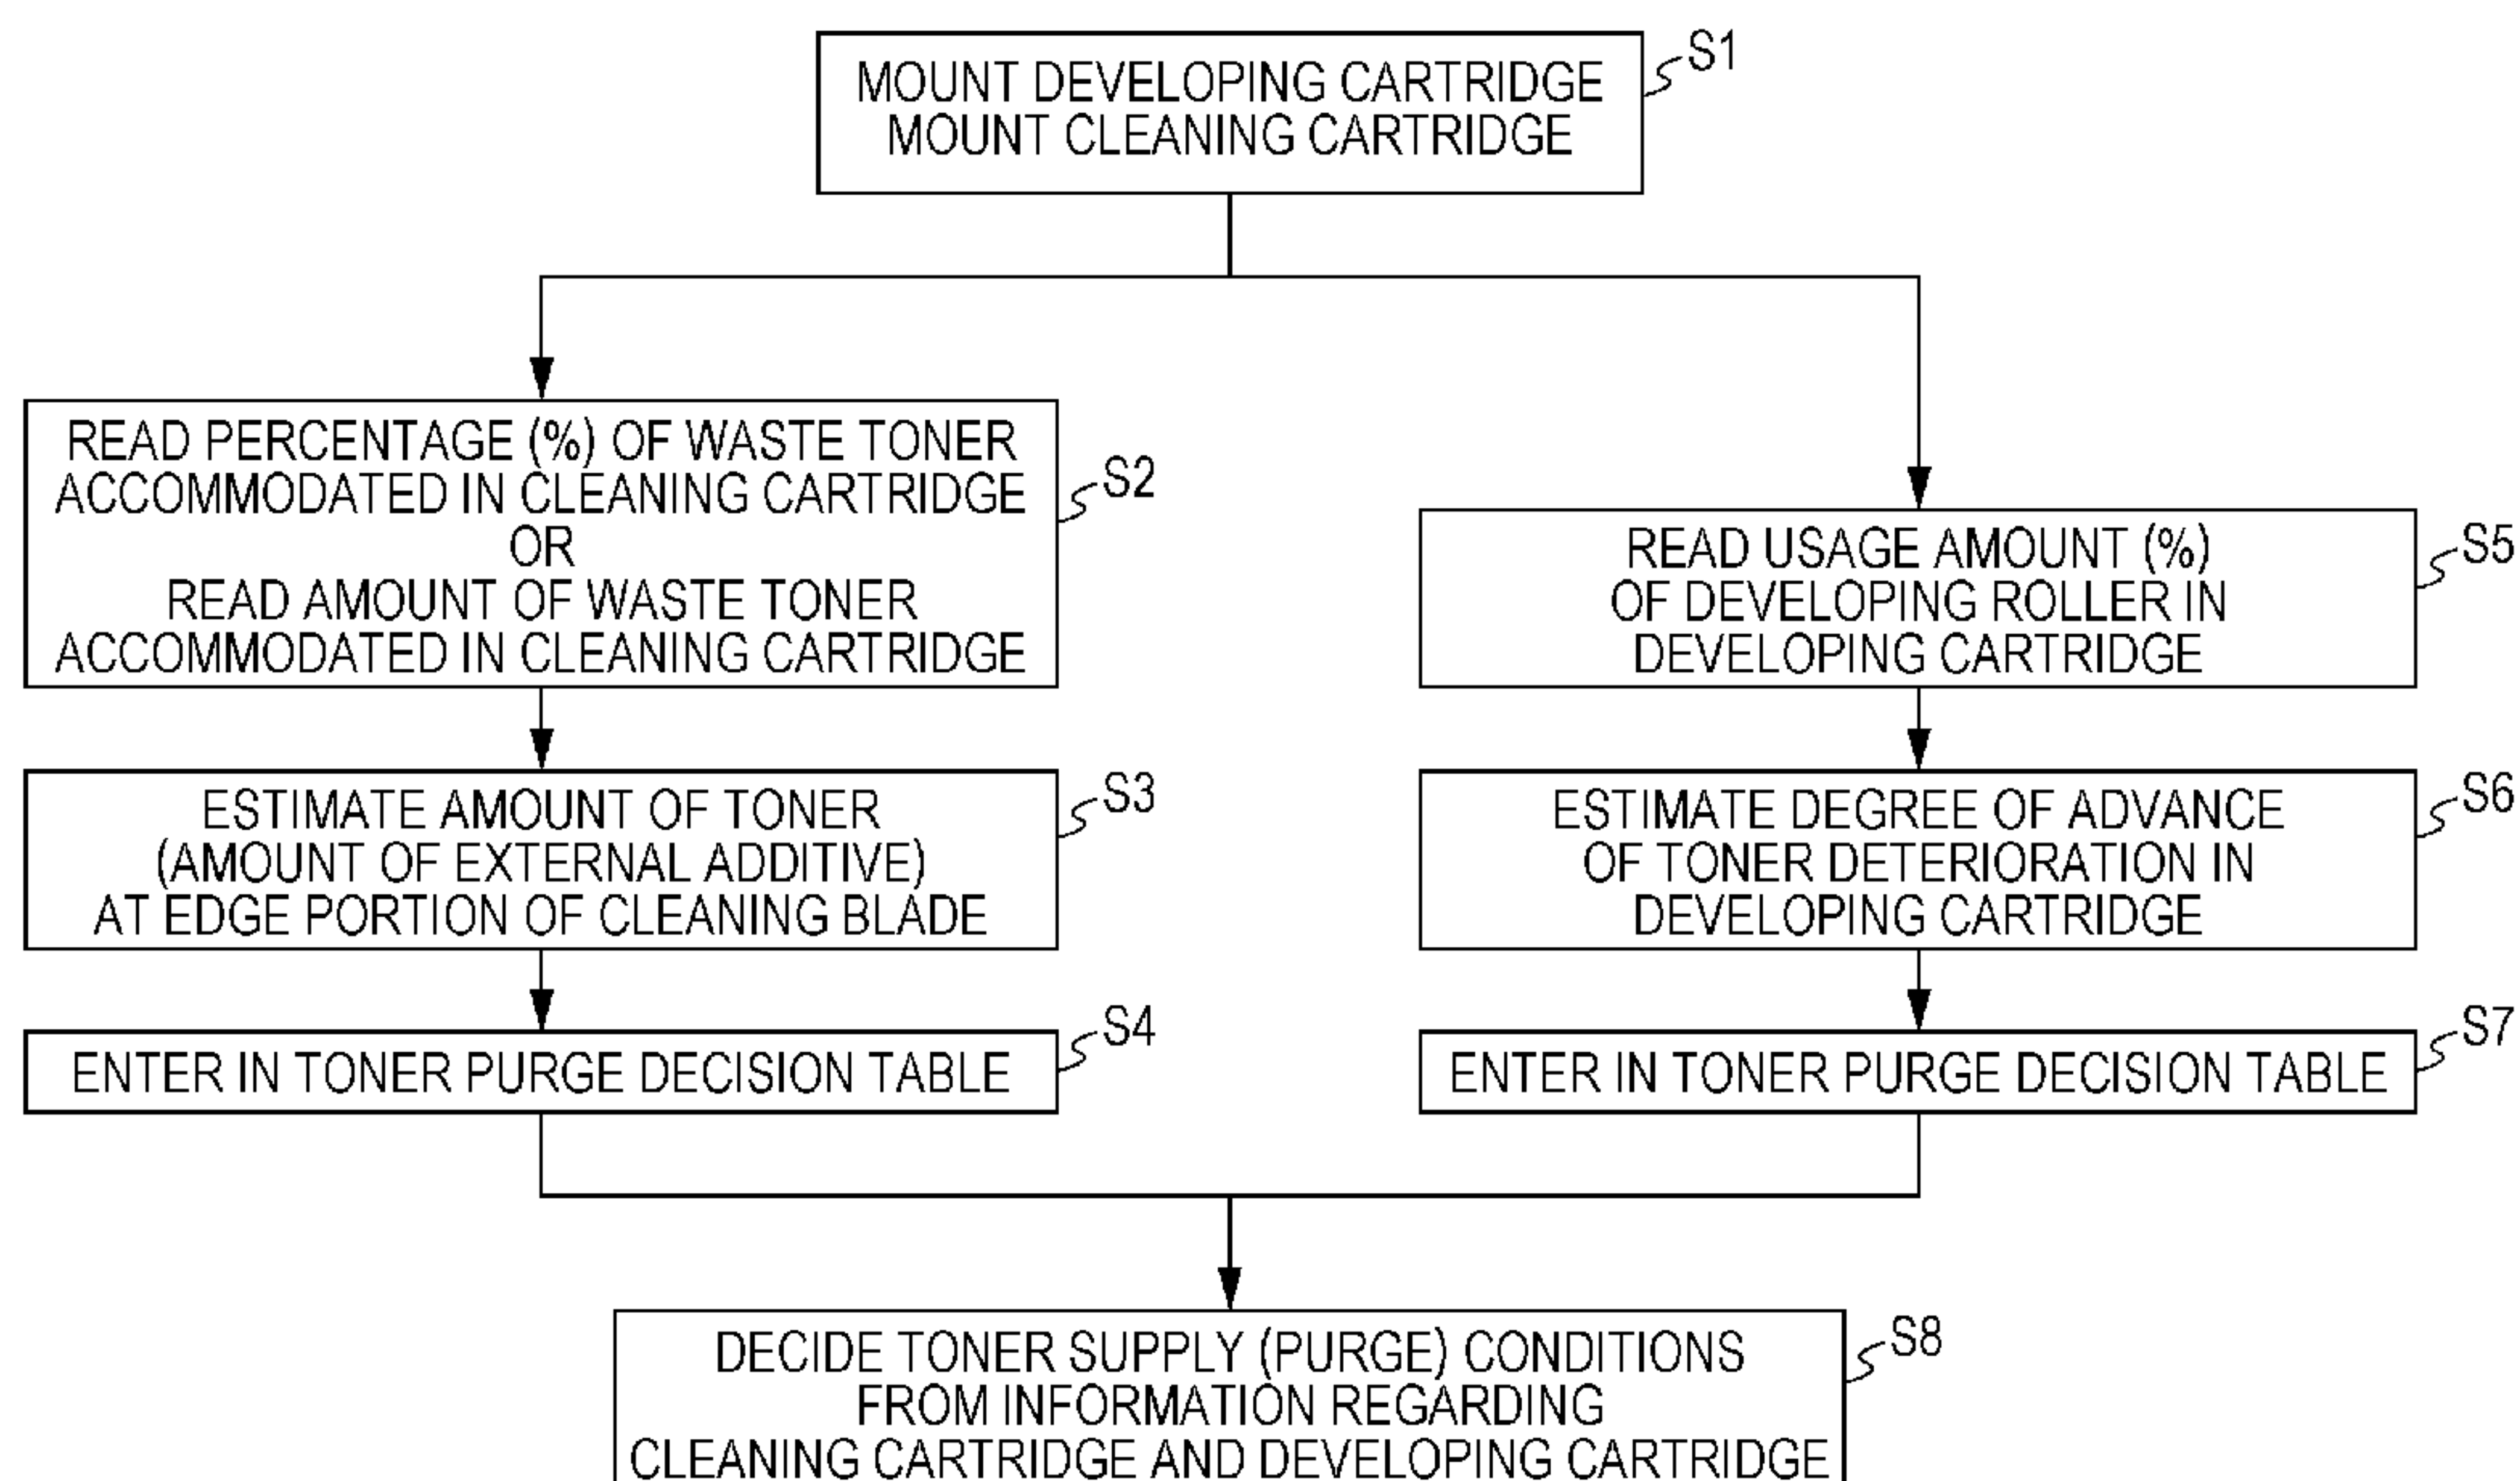 MOUNT DEVELOPING CARTRIDGE
MOUNT CLEANING CARTRIDGE
S1
READ PERCENTAGE (%) OF WASTE TONER
ACCOMMODATED IN CLEANING CARTRIDGE
OR
READ AMOUNT OF WASTE TONER
ACCOMMODATED IN CLEANING CARTRIDGE
S2
ESTIMATE AMOUNT OF TONER
(AMOUNT OF EXTERNAL ADDITIVE)
AT EDGE PORTION OF CLEANING BLADE
S3
ENTER IN TONER PURGE DECISION TABLE
S4
READ USAGE AMOUNT (%)
OF DEVELOPING ROLLER IN
DEVELOPING CARTRIDGE
S5
ESTIMATE DEGREE OF ADVANCE
OF TONER DETERIORATION IN
DEVELOPING CARTRIDGE
S6
ENTER IN TONER PURGE DECISION TABLE
S7
DECIDE TONER SUPPLY (PURGE) CONDITIONS
FROM INFORMATION REGARDING
CLEANING CARTRIDGE AND DEVELOPING CARTRIDGE
S8